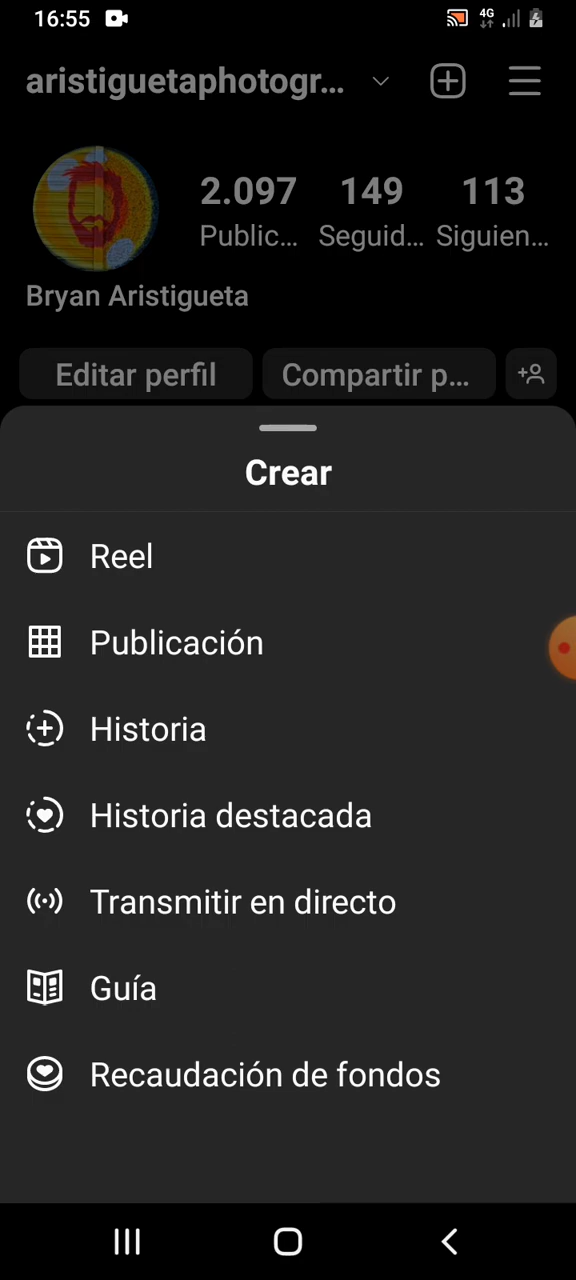 16:55
4G
aristiguetaphotogr...
2.097 149 113
Public... Seguid... Siguien...
Bryan Aristigueta
Editar perfil Compartir p...
Crear
Reel
Publicación
Historia
Historia destacada
Transmitir en directo
Guía
Recaudación de fondos